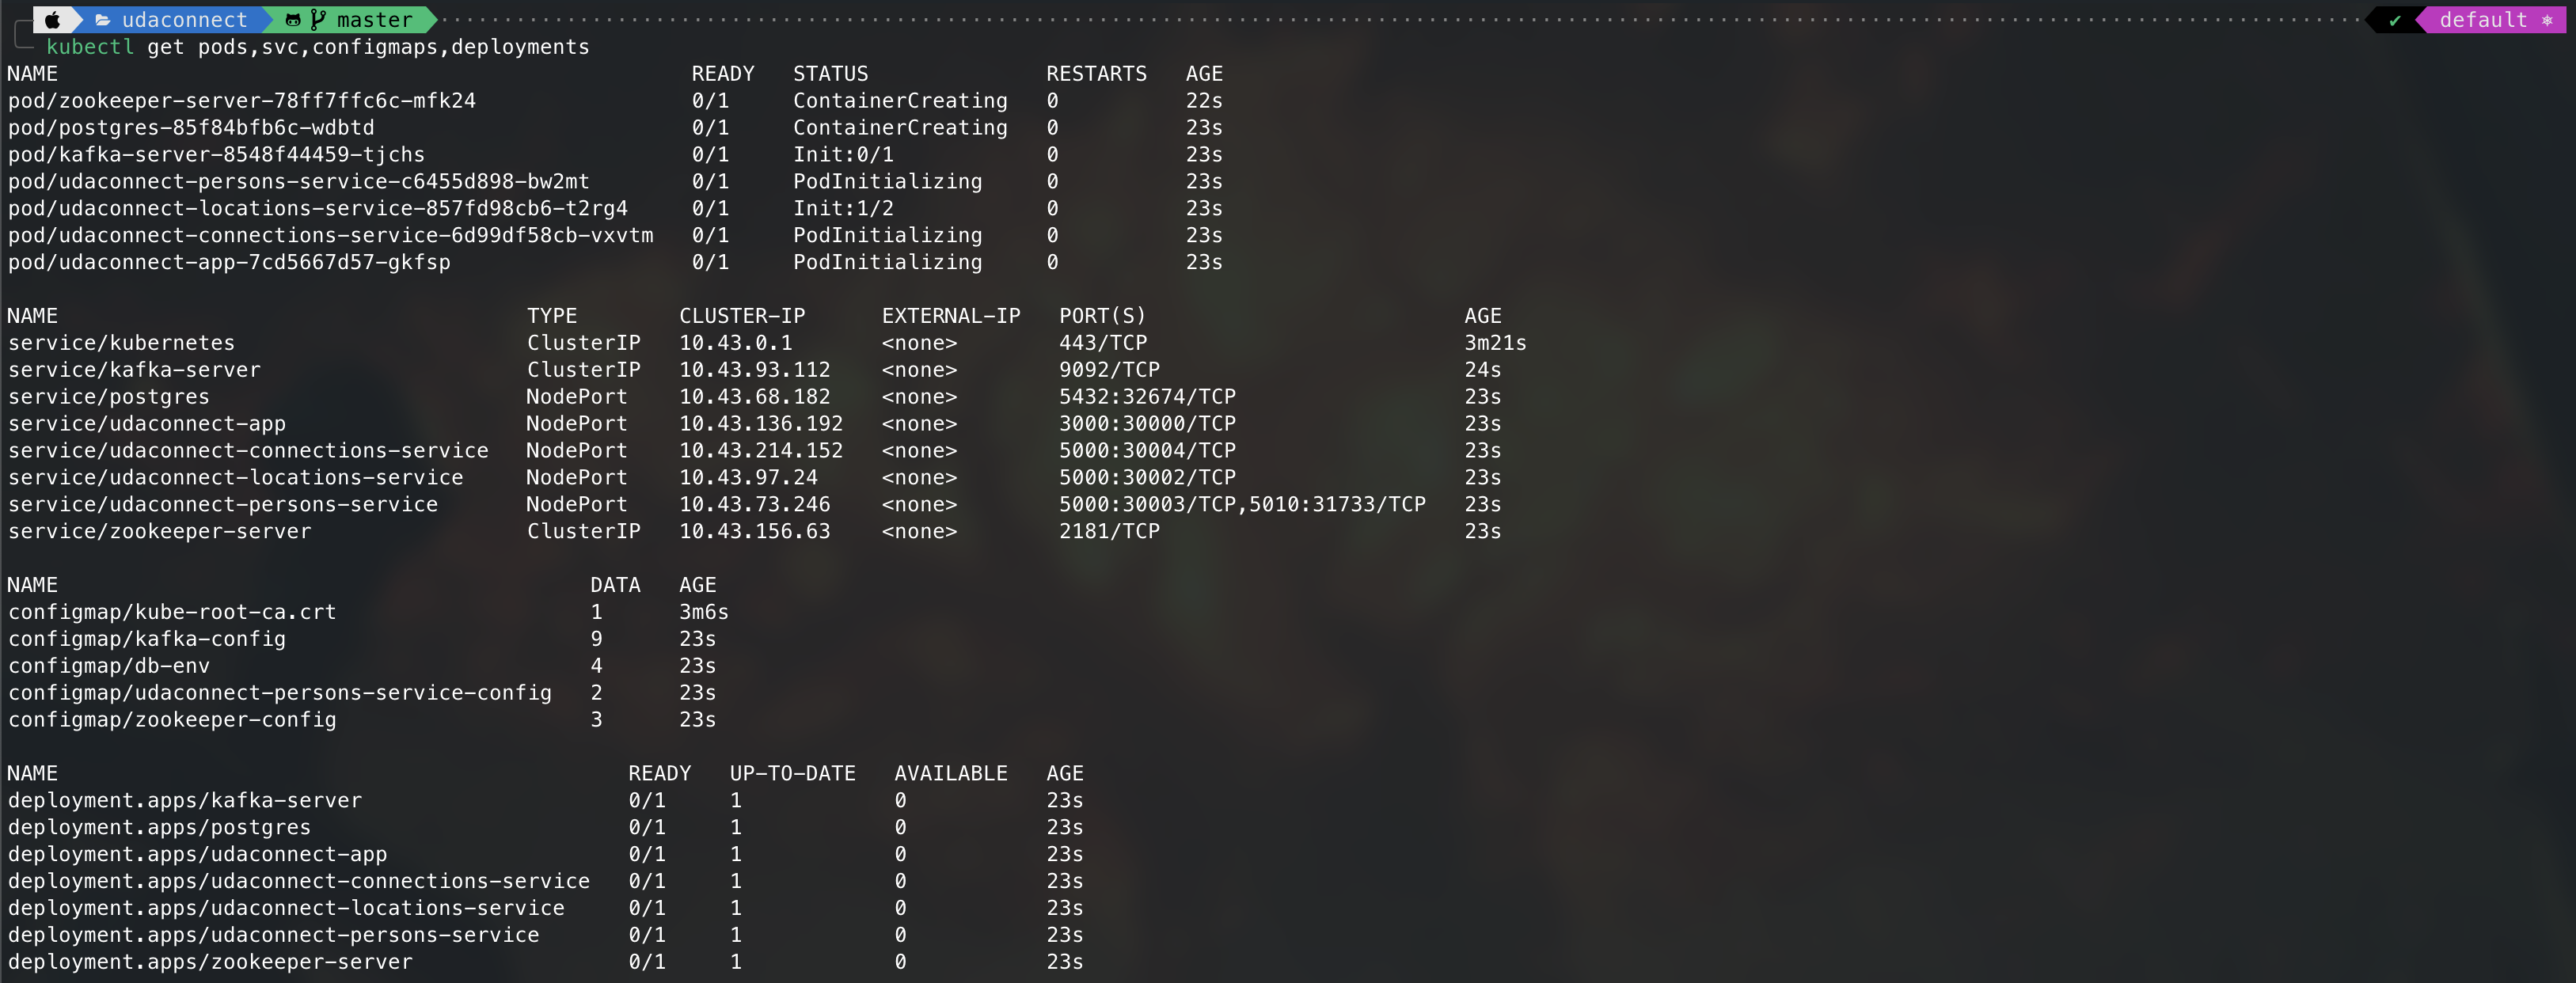 udaconnect master default
kubectl get pods,svc,configmaps,deployments
NAME READY STATUS RESTARTS AGE
pod/zookeeper-server-78ff7ffc6c-mfk24 0/1 ContainerCreating 0 22s
pod/postgres-85f84bfb6c-wdbtd 0/1 ContainerCreating 0 23s
pod/kafka-server-8548f44459-tjchs 0/1 Init:0/1 0 23s
pod/udaconnect-persons-service-c6455d898-bw2mt 0/1 PodInitializing 0 23s
pod/udaconnect-locations-service-857fd98cb6-t2rg4 0/1 Init:1/2 0 23s
pod/udaconnect-connections-service-6d99df58cb-vxvtm 0/1 PodInitializing 0 23s
pod/udaconnect-app-7cd5667d57-gkfsp 0/1 PodInitializing 0 23s
NAME TYPE CLUSTER-IP EXTERNAL-IP PORT(S) AGE
service/kubernetes ClusterIP 10.43.0.1 <none> 443/TCP 3m21s
service/kafka-server ClusterIP 10.43.93.112 <none> 9092/TCP 24s
service/postgres NodePort 10.43.68.182 <none> 5432:32674/TCP 23s
service/udaconnect-app NodePort 10.43.136.192 <none> 3000:30000/TCP 23s
service/udaconnect-connections-service NodePort 10.43.214.152 <none> 5000:30004/TCP 23s
service/udaconnect-locations-service NodePort 10.43.97.24 <none> 5000:30002/TCP 23s
service/udaconnect-persons-service NodePort 10.43.73.246 <none> 5000:30003/TCP,5010:31733/TCP 23s
service/zookeeper-server ClusterIP 10.43.156.63 <none> 2181/TCP 23s
NAME DATA AGE
configmap/kube-root-ca.crt 1 3m6s
configmap/kafka-config 9 23s
configmap/db-env 4 23s
configmap/udaconnect-persons-service-config 2 23s
configmap/zookeeper-config 3 23s
NAME READY UP-TO-DATE AVAILABLE AGE
deployment.apps/kafka-server 0/1 1 0 23s
deployment.apps/postgres 0/1 1 0 23s
deployment.apps/udaconnect-app 0/1 1 0 23s
deployment.apps/udaconnect-connections-service 0/1 1 0 23s
deployment.apps/udaconnect-locations-service 0/1 1 0 23s
deployment.apps/udaconnect-persons-service 0/1 1 0 23s
deployment.apps/zookeeper-server 0/1 1 0 23s